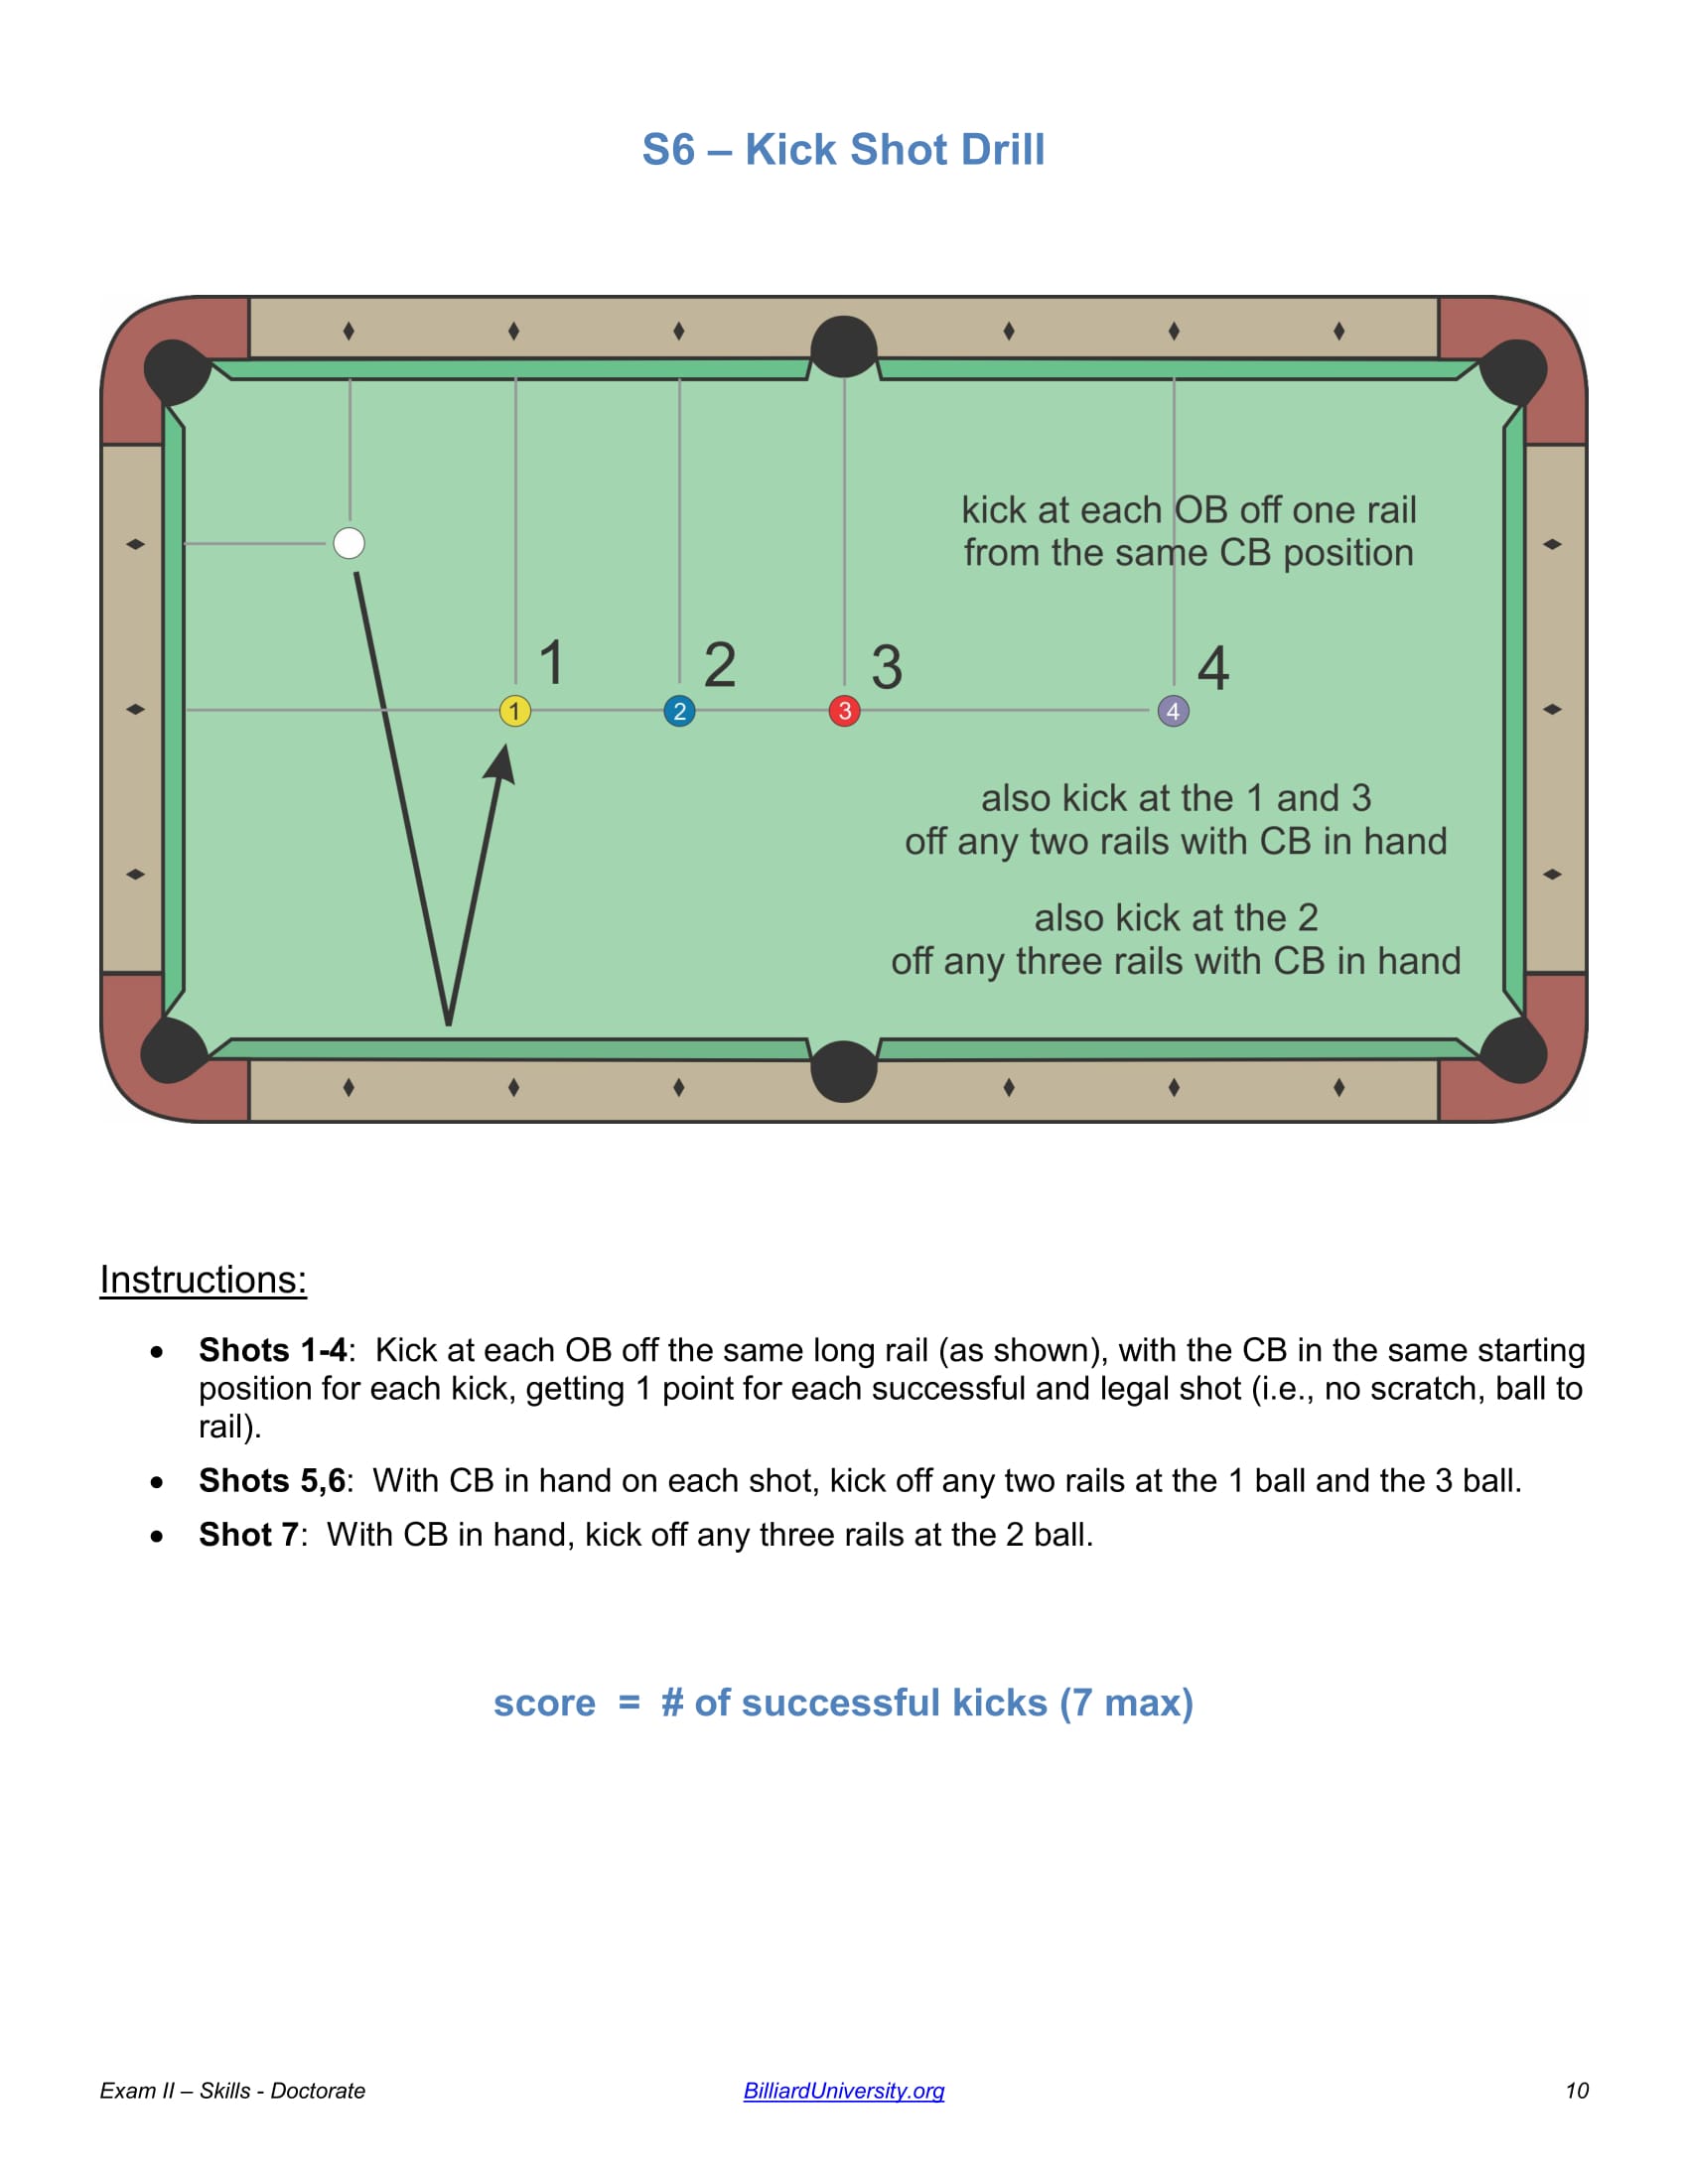 S6 – Kick Shot Drill
kick at each OB off one rail
from the same CB position
1
2
3
4
1
2
3
4
also kick at the 1 and 3
off any two rails with CB in hand
also kick at the 2
off any three rails with CB in hand
Instructions:
• Shots 1-4: Kick at each OB off the same long rail (as shown), with the CB in the same starting
position for each kick, getting 1 point for each successful and legal shot (i.e., no scratch, ball to
rail).
• Shots 5,6: With CB in hand on each shot, kick off any two rails at the 1 ball and the 3 ball.
• Shot 7: With CB in hand, kick off any three rails at the 2 ball.
score = # of successful kicks (7 max)
Exam II – Skills - Doctorate BilliardUniversity.org 10